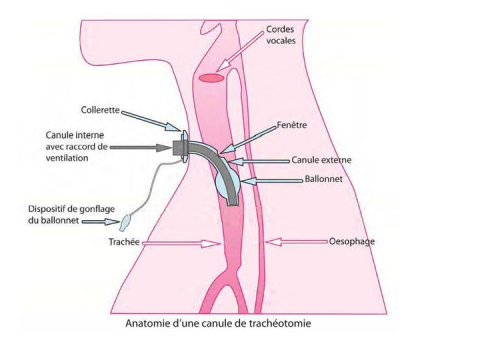 Cordes
vocales
Collerette
Fenêtre
Canule interne
avec raccord de
ventilation
Canule externe
Ballonnet
Dispositif de gonflage
du ballonnet
Trachée
Oesophage
Anatomie d'une canule de trachéotomie